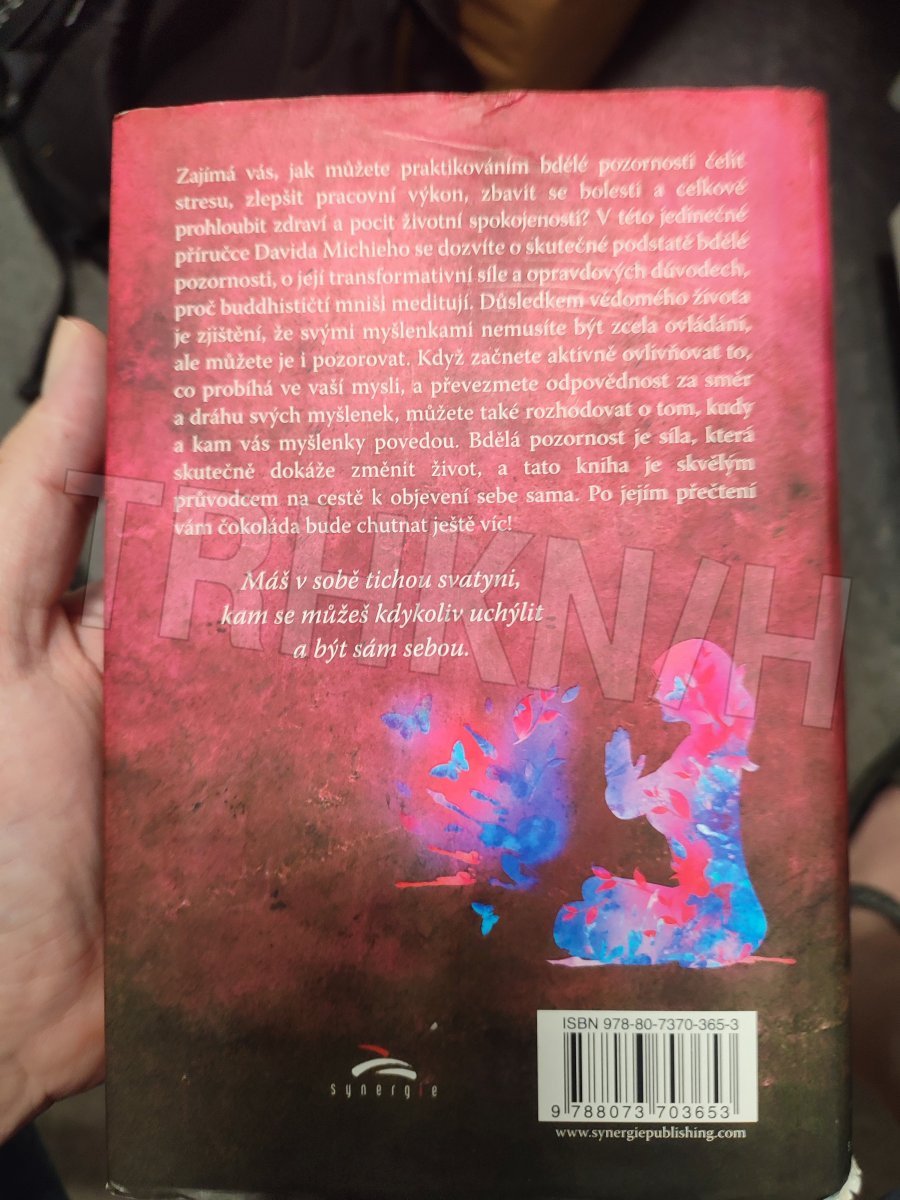 Zajímá vás, jak můžete praktikováním bdělé pozornosti čelit
stresu, zlepšit pracovní výkon, zbavit se bolesti a celkově
prohloubit zdraví a pocit životní spokojenosti? V této jedinečné
příručce Davida Michieho se dozvíte o skutečné podstatě bdělé
pozornosti, o její transformativní síle a opravdových důvodech,
proč buddhističtí mniši meditují. Důsledkem vědomého života
je zjištění, že svými myšlenkami nemusíte být zcela ovládáni,
ale můžete je i pozorovat. Když začnete aktivně ovlivňovat to,
co probíhá ve vaší mysli, a převezmete odpovědnost za směr
a dráhu svých myšlenek, můžete také rozhodovat o tom, kudy
a kam vás myšlenky povedou. Bdělá pozornost je síla, která
skutečně dokáže změnit život, a tato kniha je skvělým
průvodcem na cestě k objevení sebe sama. Po jejím přečtení
vám čokoláda bude chutnat ještě víc!
TRHKN/H
Máš v sobě tichou svatyni,
kam se můžeš kdykoliv uchýlit
a být sám sebou.
ISBN 978-80-7370-365-3
9 788073 703653
www.synergiepublishing.com
synergie